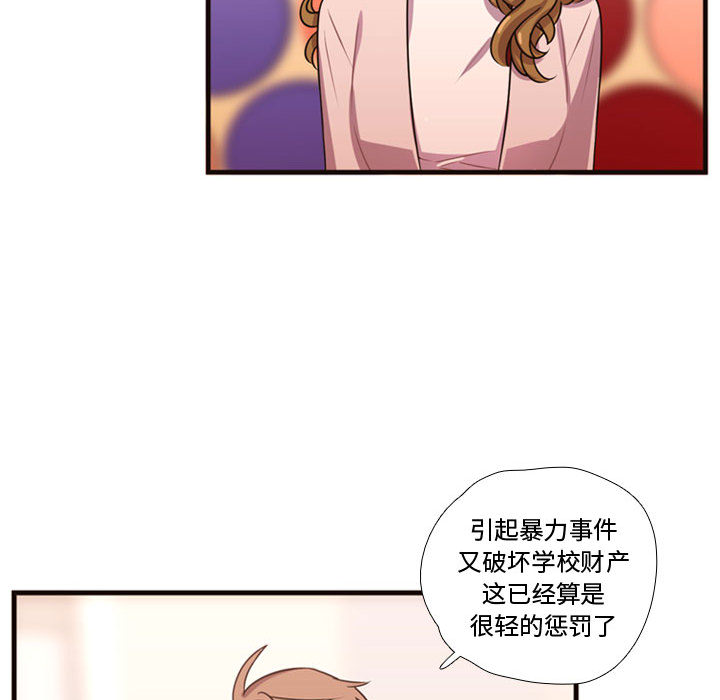 引起暴力事件
又破坏学校财产
这已经算是
很轻的惩罚了